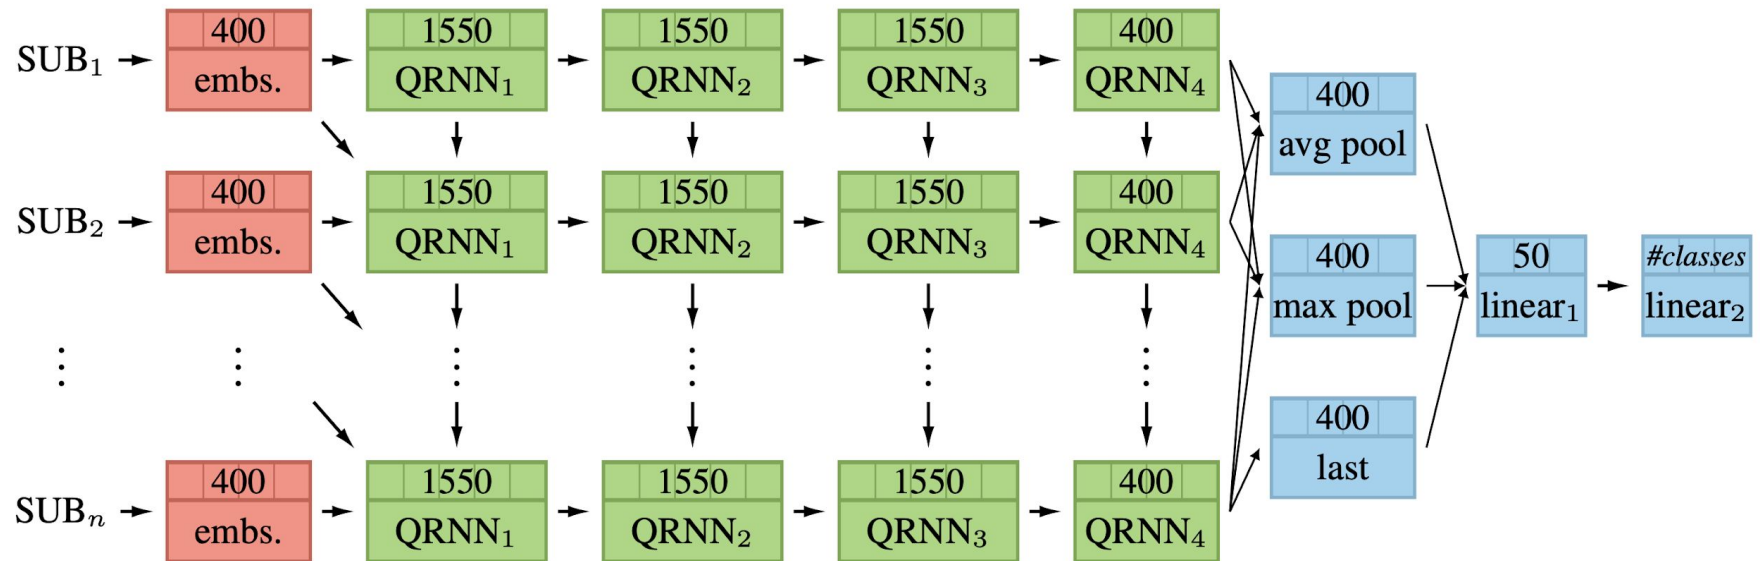 SUB₁ 400 embs. 1550 QRNN₁ 1550 QRNN₂ 1550 QRNN₃ 400 QRNN₄
400 avg pool
SUB₂ 400 embs. 1550 QRNN₁ 1550 QRNN₂ 1550 QRNN₃ 400 QRNN₄
400 max pool 50 linear₁ #classes linear₂
⋮ ⋮ ⋮ ⋮ ⋮ ⋮
400 last
SUBₙ 400 embs. 1550 QRNN₁ 1550 QRNN₂ 1550 QRNN₃ 400 QRNN₄